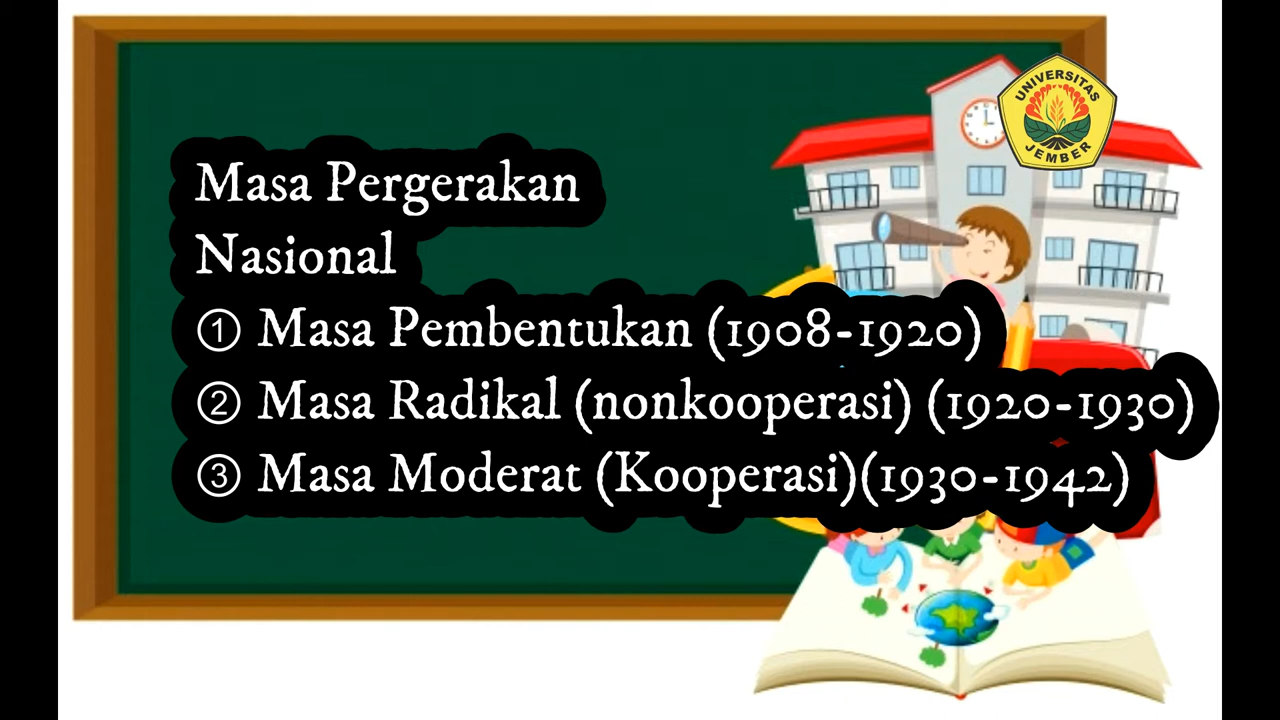 UNIVERSITAS
JEMBER
Masa Pergerakan
Nasional
① Masa Pembentukan (1908-1920)
② Masa Radikal (nonkooperasi) (1920-1930)
③ Masa Moderat (Kooperasi)(1930-1942)